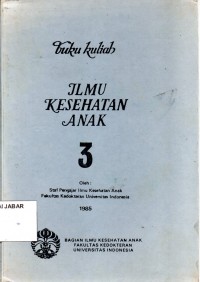 buku kuliah
ILMU
KESEHATAN
ANAK
3
Oleh :
Staf Pengajar Ilmu Kesehatan Anak
Fakultas Kedokteran Universitas Indonesia
1985
JABAR
BAGIAN ILMU KESEHATAN ANAK
FAKULTAS KEDOKTERAN
UNIVERSITAS INDONESIA